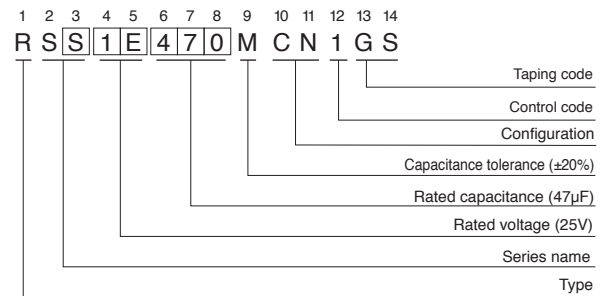 1 2 3 4 5 6 7 8 9 10 11 12 13 14
R S S 1 E 4 7 0 M C N 1 G S
Taping code
Control code
Configuration
Capacitance tolerance (±20%)
Rated capacitance (47µF)
Rated voltage (25V)
Series name
Type